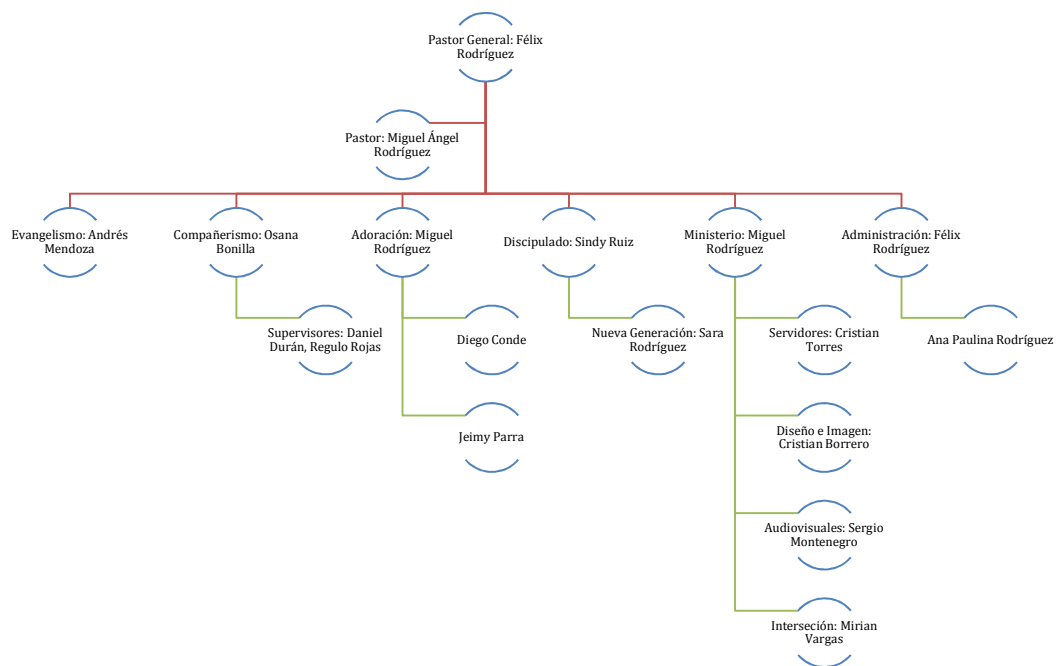 Pastor General: Félix
Rodríguez
Pastor: Miguel Ángel
Rodríguez
Evangelismo: Andrés
Mendoza
Compañerismo: Osana
Bonilla
Adoración: Miguel
Rodríguez
Discipulado: Sindy Ruiz
Ministerio: Miguel
Rodríguez
Administración: Félix
Rodríguez
Supervisores: Daniel
Durán, Regulo Rojas
Diego Conde
Nueva Generación: Sara
Rodríguez
Servidores: Cristian
Torres
Ana Paulina Rodríguez
Jeimy Parra
Diseño e Imagen:
Cristian Borrero
Audiovisuales: Sergio
Montenegro
Interseción: Mirian
Vargas